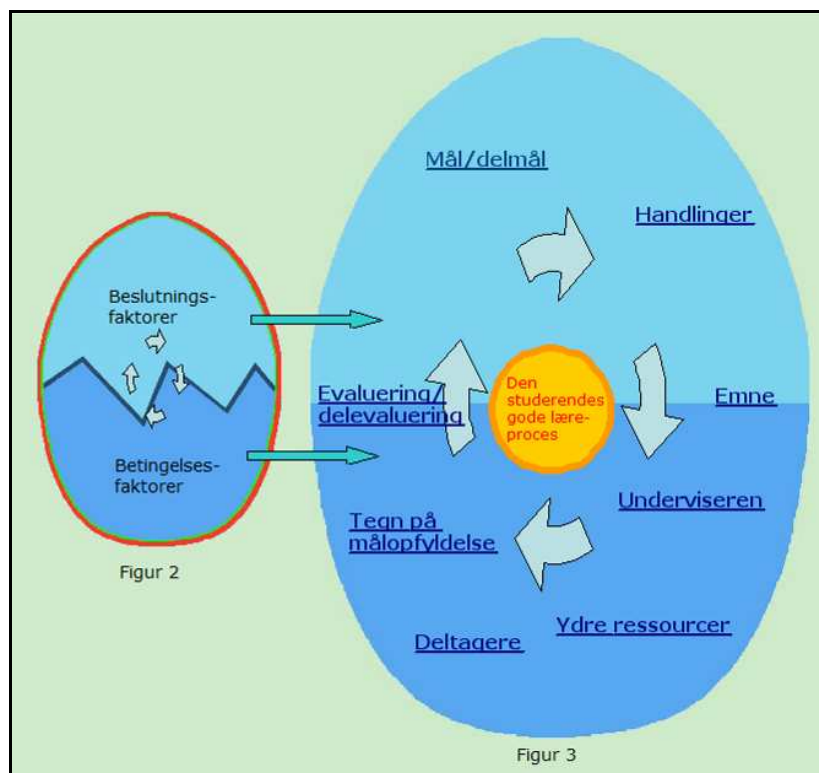 Beslutnings-
faktorer
Betingelses-
faktorer
Figur 2
Mål/delmål
Handlinger
Evaluering/
delevaluering
Den
studerendes
gode lære-
proces
Emne
Underviseren
Tegn på
målopfyldelse
Ydre ressourcer
Deltagere
Figur 3